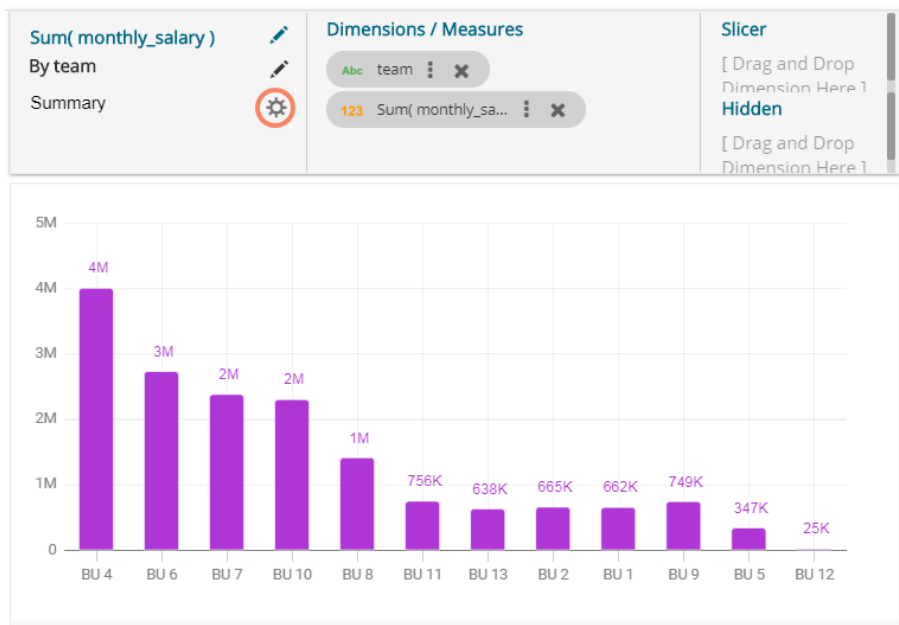 Sum( monthly_salary )
By team
Summary
Dimensions / Measures
Abc team
123 Sum( monthly_sa...
Slicer
[ Drag and Drop
Dimension Here ]
Hidden
[ Drag and Drop
Dimension Here ]
5M
4M
3M
2M
1M
0
4M
3M
2M
2M
1M
756K
638K
665K
662K
749K
347K
25K
BU 4 BU 6 BU 7 BU 10 BU 8 BU 11 BU 13 BU 2 BU 1 BU 9 BU 5 BU 12